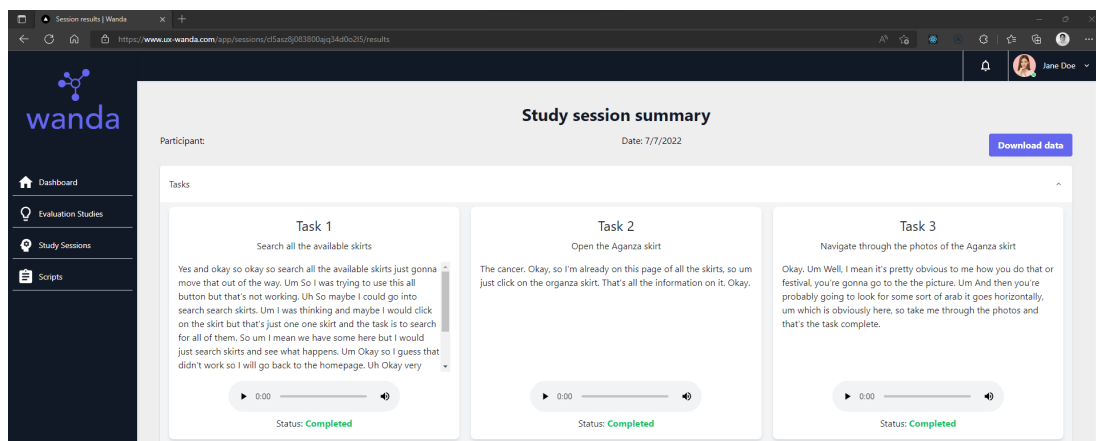 Session results | Wanda
https://www.ux-wanda.com/app/sessions/cl5asz8j083800ajq34d0o2l5/results
Jane Doe
wanda
Study session summary
Participant:
Date: 7/7/2022
Download data
Dashboard
Evaluation Studies
Study Sessions
Scripts
Tasks
Task 1
Search all the available skirts
Yes and okay so okay so search all the available skirts just gonna
move that out of the way. Um So I was trying to use this all
button but that's not working. Uh So maybe I could go into
search search skirts. Um I was thinking and maybe I would click
on the skirt but that's just one one skirt and the task is to search
for all of them. So um I mean we have some here but I would
just search skirts and see what happens. Um Okay so I guess that
didn't work so I will go back to the homepage. Uh Okay very
0:00
Status: Completed
Task 2
Open the Aganza skirt
The cancer. Okay, so I'm already on this page of all the skirts, so um
just click on the organza skirt. That's all the information on it. Okay.
0:00
Status: Completed
Task 3
Navigate through the photos of the Aganza skirt
Okay. Um Well, I mean it's pretty obvious to me how you do that or
festival, you're gonna go to the the picture. Um And then you're
probably going to look for some sort of arab it goes horizontally,
um which is obviously here, so take me through the photos and
that's the task complete.
0:00
Status: Completed